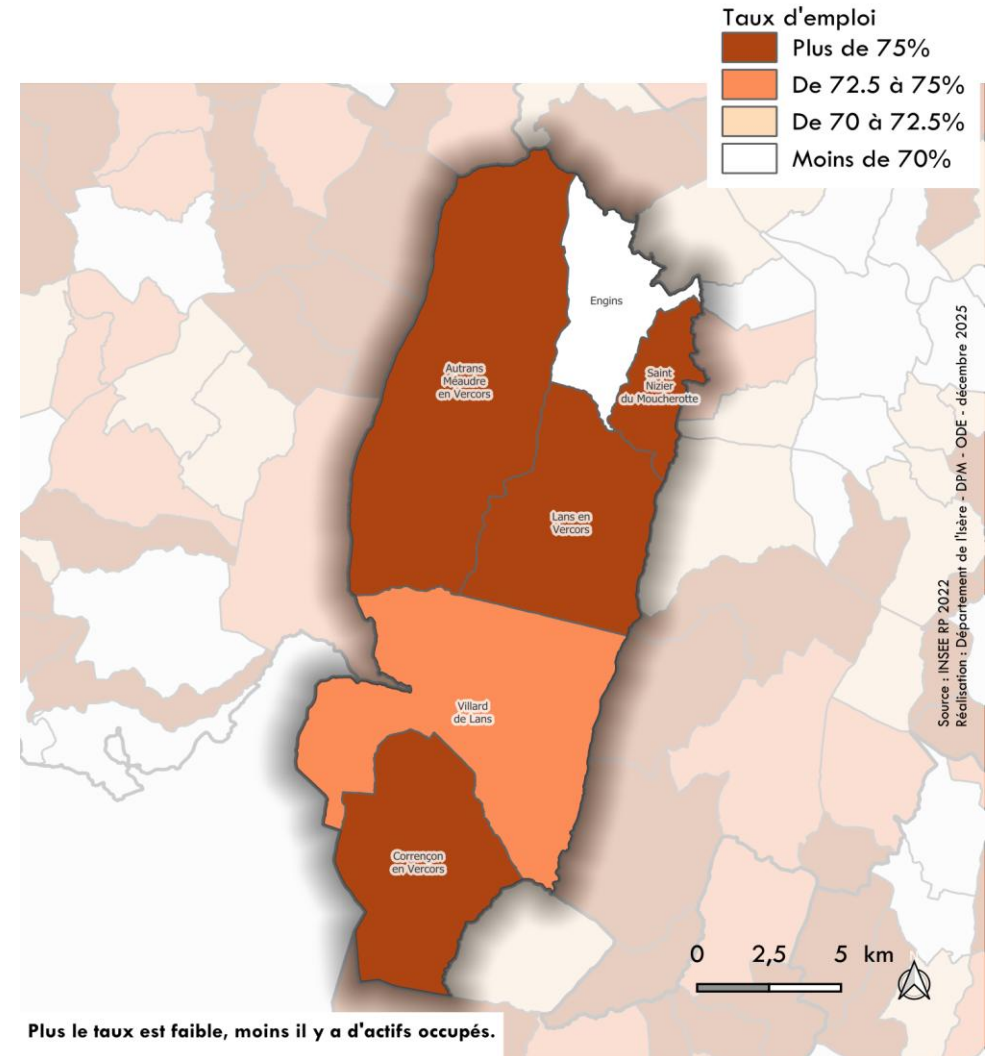 Taux d'emploi
Plus de 75%
De 72.5 à 75%
De 70 à 72.5%
Moins de 70%
Engins
Autrans
Méaudre
en Vercors
Saint
Nizier
du Moucherotte
Lans en
Vercors
Villard
de Lans
Corrençon
en Vercors
Source : INSEE RP 2022
Réalisation : Département de l'Isère - DPM - ODE - décembre 2025
0 2,5 5 km
Plus le taux est faible, moins il y a d'actifs occupés.